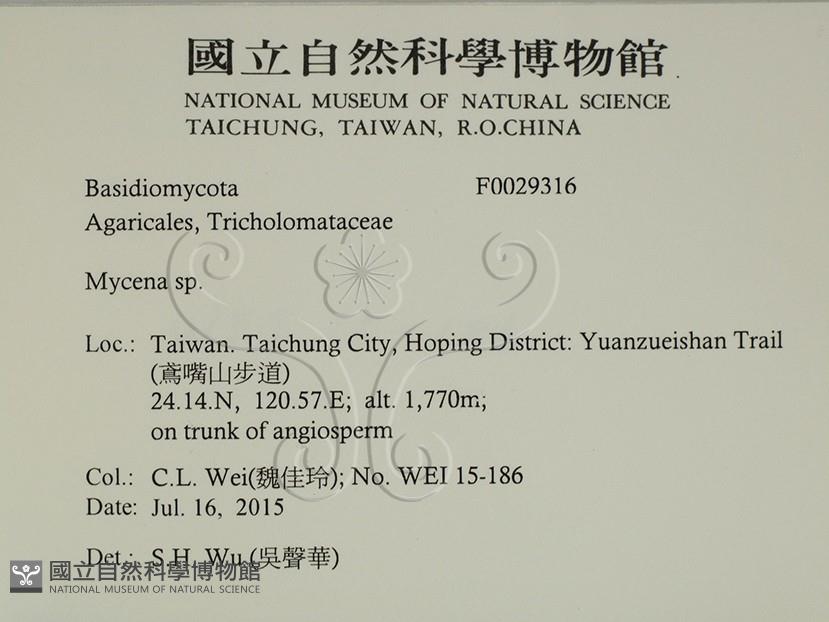 國立自然科學博物館
NATIONAL MUSEUM OF NATURAL SCIENCE
TAICHUNG, TAIWAN, R.O.CHINA
Basidiomycota F0029316
Agaricales, Tricholomataceae
Mycena sp.
Loc.: Taiwan. Taichung City, Hoping District: Yuanzueishan Trail
(鳶嘴山步道)
24.14.N, 120.57.E; alt. 1,770m;
on trunk of angiosperm
Col.: C.L. Wei(魏佳玲); No. WEI 15-186
Date: Jul. 16, 2015
Det.: S.H. Wu (吳聲華)
國立自然科學博物館
NATIONAL MUSEUM OF NATURAL SCIENCE